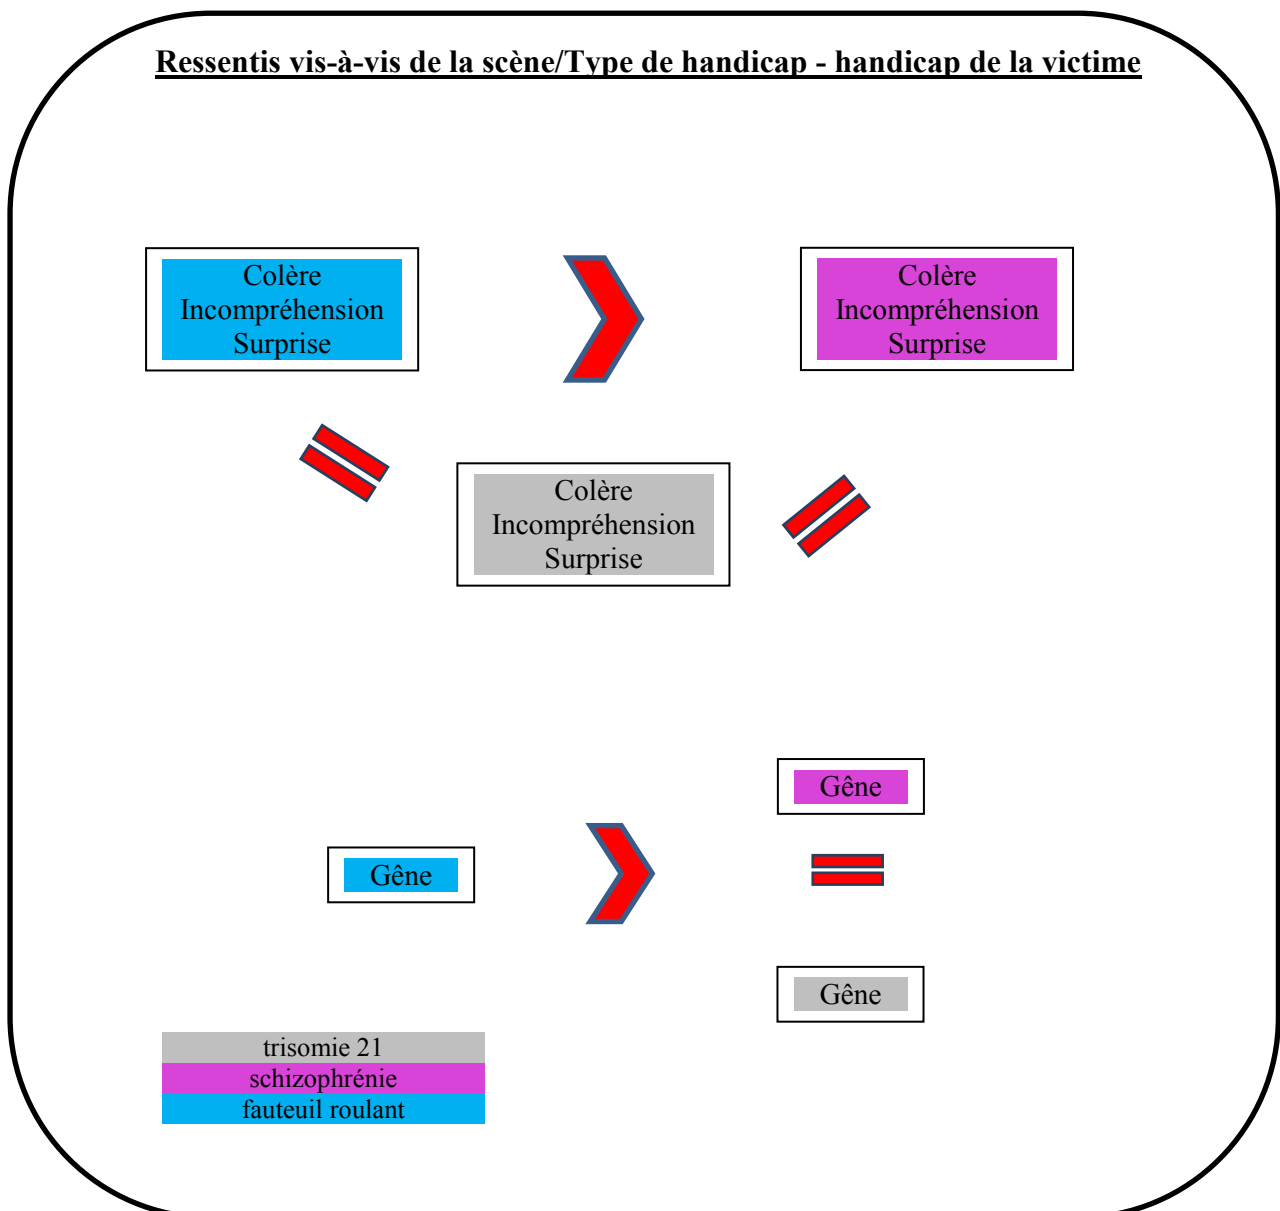 Ressentis vis-à-vis de la scène/Type de handicap - handicap de la victime
Colère
Incompréhension
Surprise
Colère
Incompréhension
Surprise
Colère
Incompréhension
Surprise
Gêne
Gêne
Gêne
trisomie 21
schizophrénie
fauteuil roulant